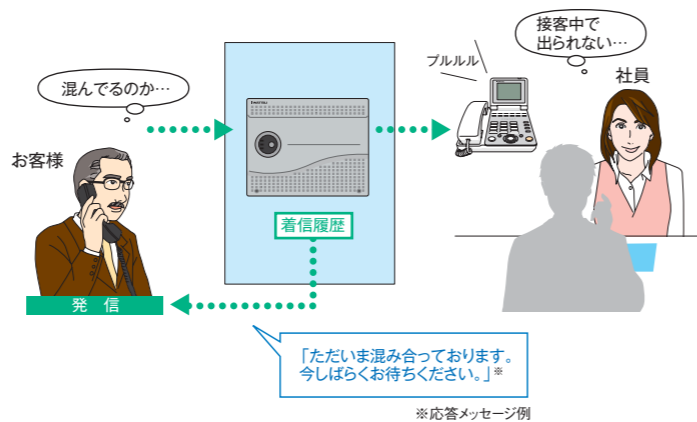 接客中で
出られない…
プルルル
社員
混んでるのか…
お客様
着信履歴
発 信
「ただいま混み合っております。
今しばらくお待ちください。」※
※応答メッセージ例